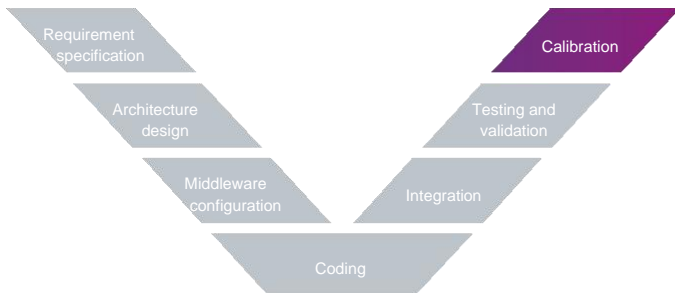 Requirement
specification
Calibration
Architecture
design
Testing and
validation
Middleware
configuration
Integration
Coding